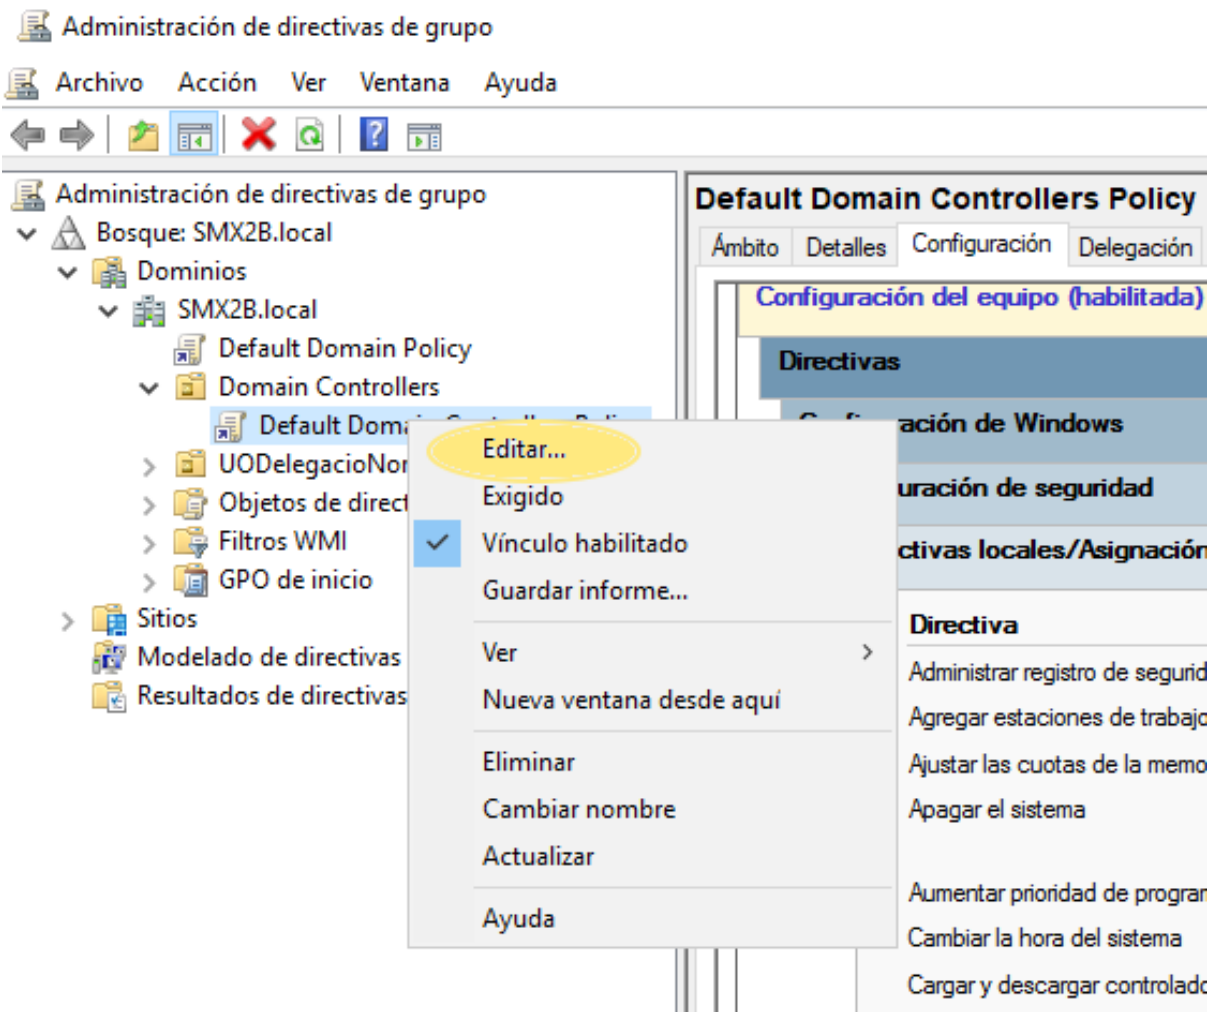 Administración de directivas de grupo
Archivo Acción Ver Ventana Ayuda
Administración de directivas de grupo
Bosque: SMX2B.local
Dominios
SMX2B.local
Default Domain Policy
Domain Controllers
Default Doma
UODelegacioNor
Objetos de direct
Filtros WMI
GPO de inicio
Sitios
Modelado de directivas
Resultados de directivas
Editar...
Exigido
Vínculo habilitado
Guardar informe...
Ver
Nueva ventana desde aquí
Eliminar
Cambiar nombre
Actualizar
Ayuda
Default Domain Controllers Policy
Ámbito Detalles Configuración Delegación
Configuración del equipo (habilitada)
Directivas
ación de Windows
uración de seguridad
ctivas locales/Asignación
Directiva
Administrar registro de segurid
Agregar estaciones de trabajo
Ajustar las cuotas de la memo
Apagar el sistema
Aumentar prioridad de program
Cambiar la hora del sistema
Cargar y descargar controlado